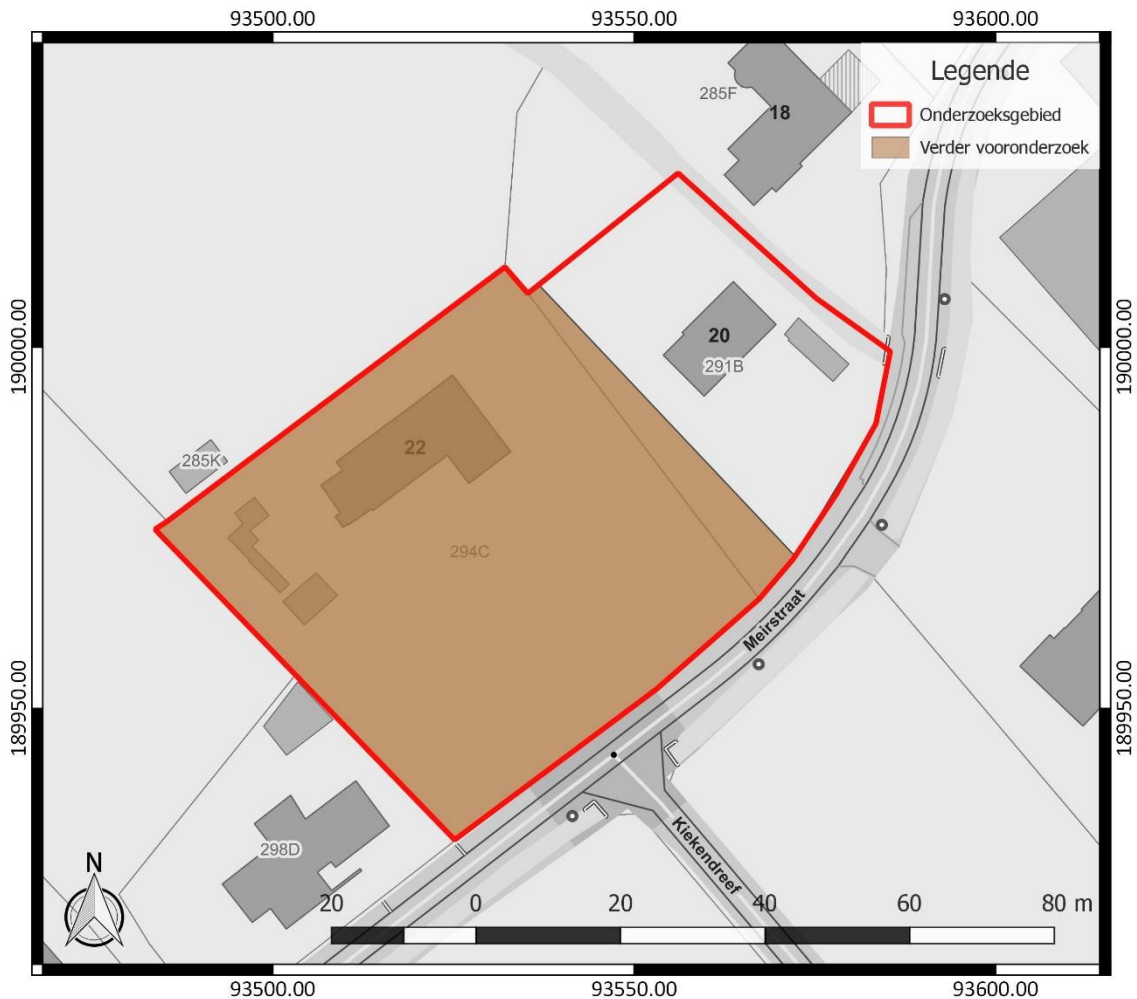 93500.00 93550.00 93600.00
Legende
Onderzoeksgebied
Verder vooronderzoek
285F
18
190000.00
190000.00
20
291B
22
285K
294C
Meirstraat
189950.00
189950.00
Kiekendreef
298D
N
20 0 20 40 60 80 m
93500.00 93550.00 93600.00